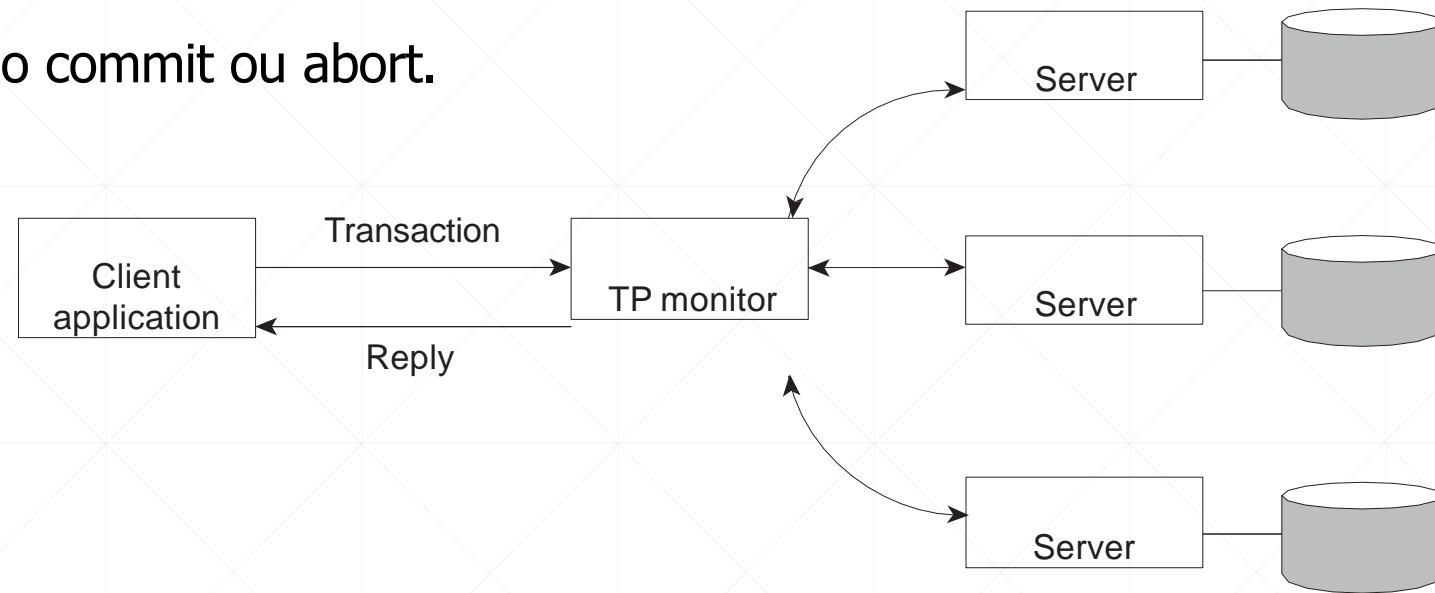 o commit ou abort.
Server
Transaction
Client
application
TP monitor
Server
Reply
Server